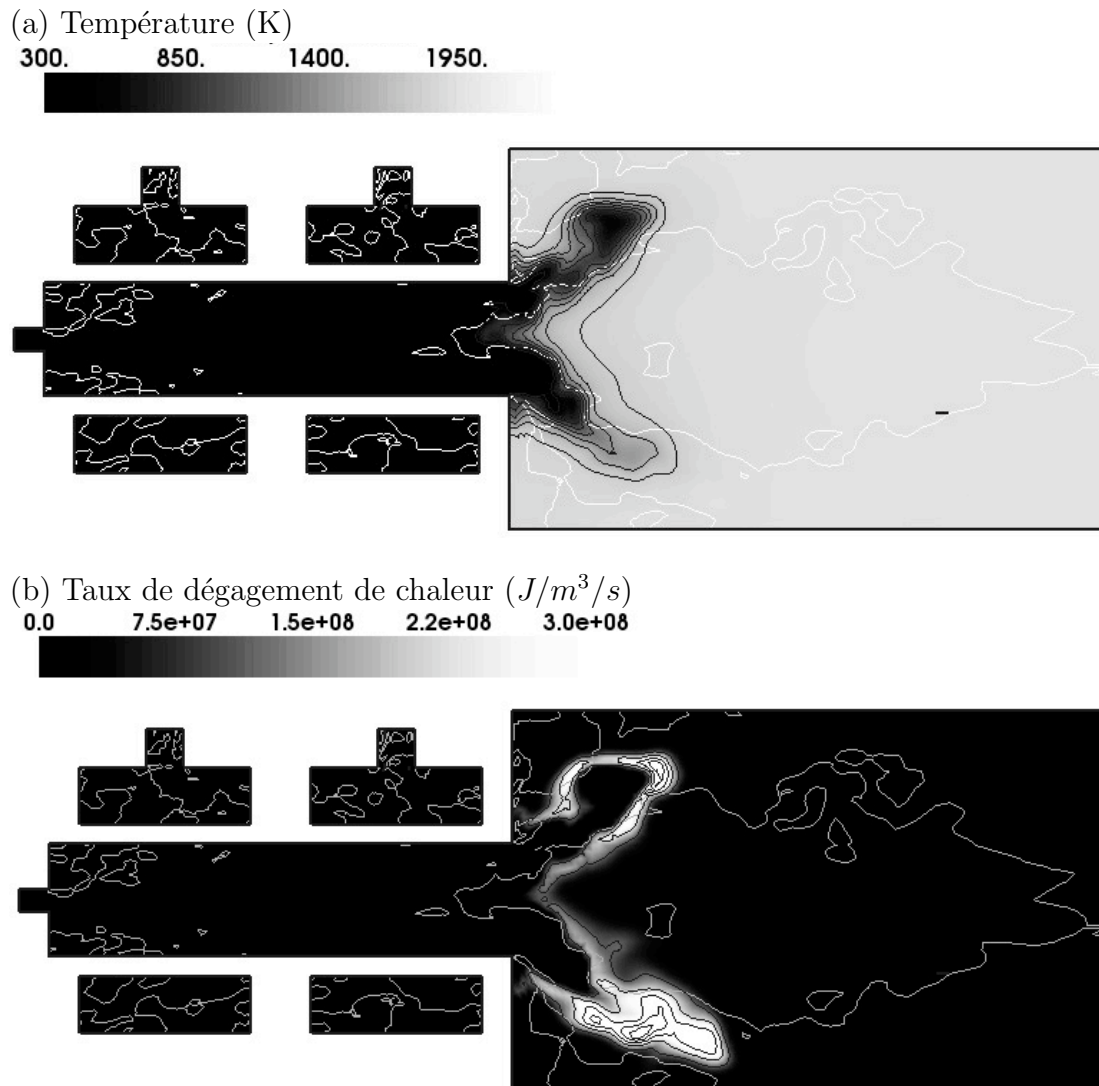 (a) Température (K)
300. 850. 1400. 1950.
(b) Taux de dégagement de chaleur (J/m³/s)
0.0 7.5e+07 1.5e+08 2.2e+08 3.0e+08